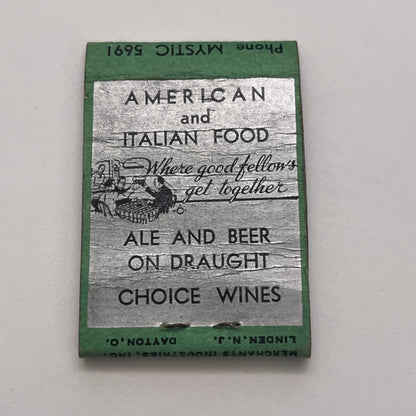 Phone MYSTIC 5691
AMERICAN
and
ITALIAN FOOD
Where good fellows
get together
ALE AND BEER
ON DRAUGHT
CHOICE WINES
MERCHANTS INDUSTRIES, INC.
DAYTON, O. LINDEN, N. J.